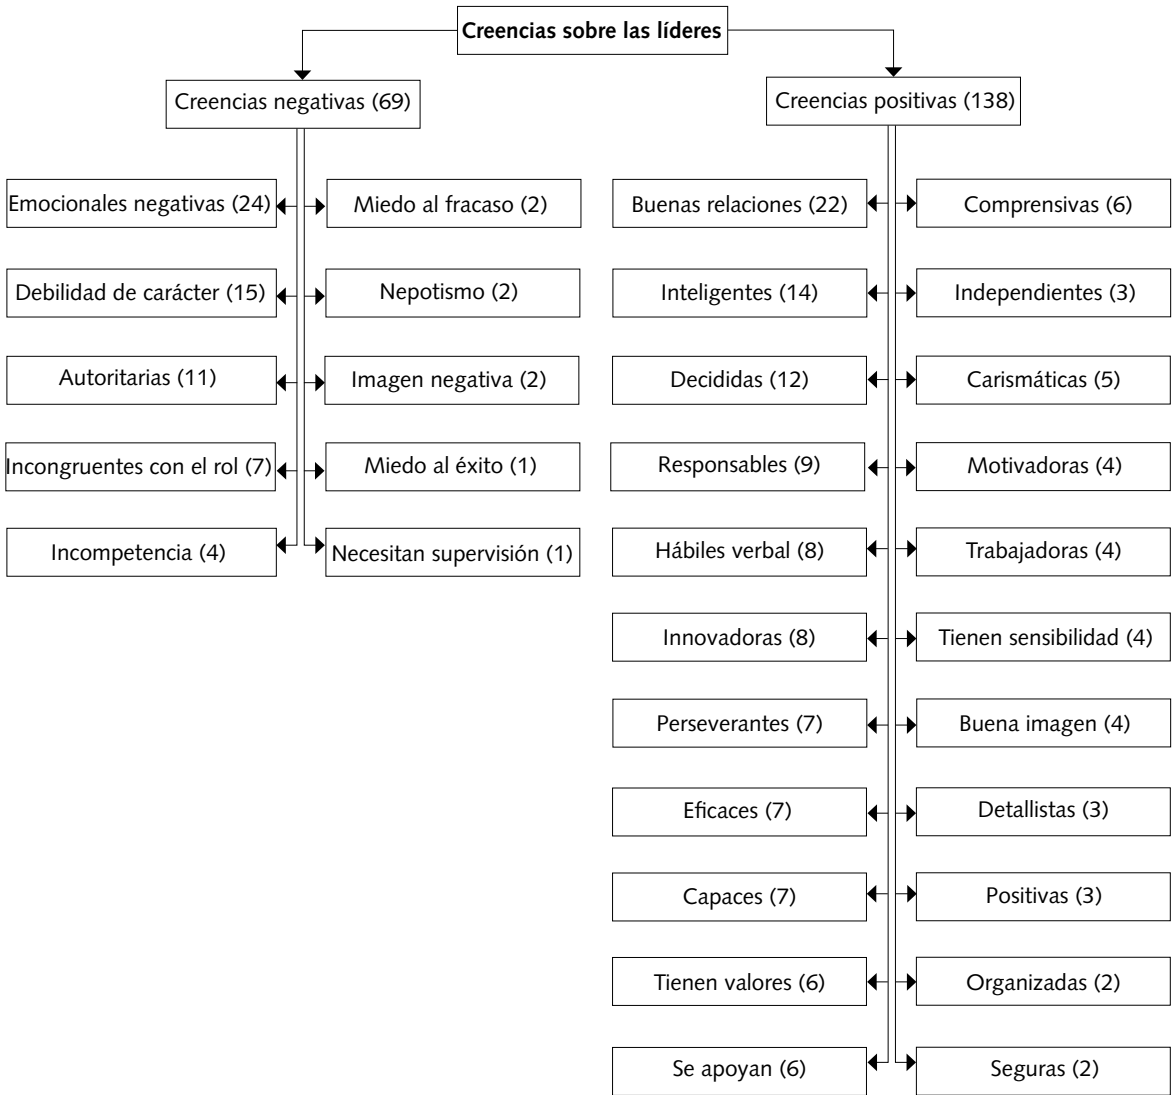 Creencias sobre las líderes
Creencias negativas (69)
Creencias positivas (138)
Emocionales negativas (24)
Miedo al fracaso (2)
Debilidad de carácter (15)
Nepotismo (2)
Autoritarias (11)
Imagen negativa (2)
Incongruentes con el rol (7)
Miedo al éxito (1)
Incompetencia (4)
Necesitan supervisión (1)
Buenas relaciones (22)
Comprensivas (6)
Inteligentes (14)
Independientes (3)
Decididas (12)
Carismáticas (5)
Responsables (9)
Motivadoras (4)
Hábiles verbal (8)
Trabajadoras (4)
Innovadoras (8)
Tienen sensibilidad (4)
Perseverantes (7)
Buena imagen (4)
Eficaces (7)
Detallistas (3)
Capaces (7)
Positivas (3)
Tienen valores (6)
Organizadas (2)
Se apoyan (6)
Seguras (2)